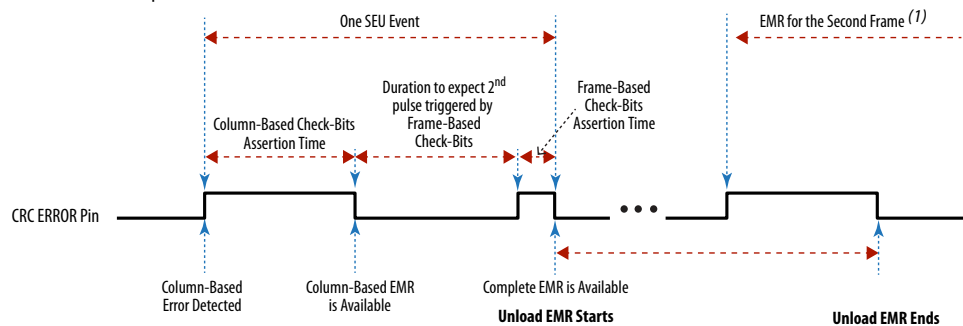 One SEU Event
EMR for the Second Frame (1)
Duration to expect 2nd
pulse triggered by
Frame-Based
Check-Bits
Frame-Based
Check-Bits
Assertion Time
Column-Based Check-Bits
Assertion Time
CRC ERROR Pin
Column-Based
Error Detected
Column-Based EMR
is Available
Complete EMR is Available
Unload EMR Starts
Unload EMR Ends